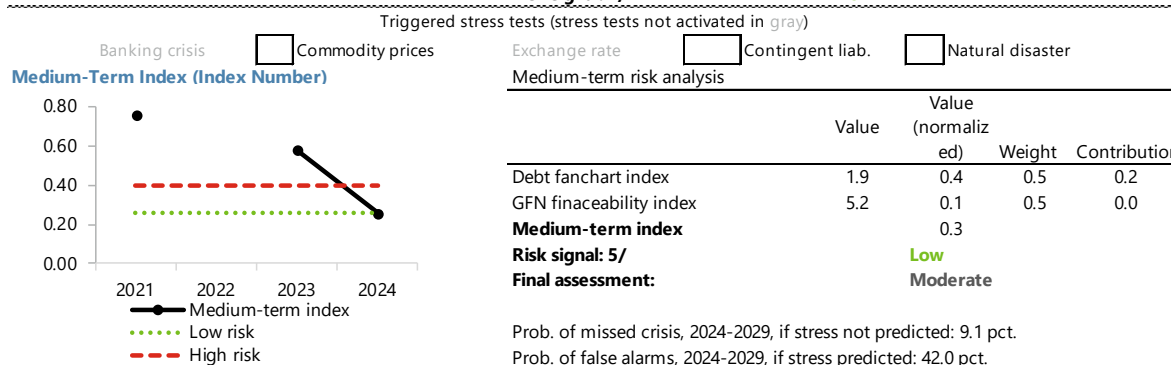 Triggered stress tests (stress tests not activated in gray)
Banking crisis Commodity prices Exchange rate Contingent liab. Natural disaster
Medium-Term Index (Index Number)
0.80
0.60
0.40
0.20
0.00
2021 2022 2023 2024
Medium-term index
Low risk
High risk
Medium-term risk analysis
Value
Value (normaliz
ed) Weight Contribution
Debt fanchart index 1.9 0.4 0.5 0.2
GFN finaceability index 5.2 0.1 0.5 0.0
Medium-term index 0.3
Risk signal: 5/ Low
Final assessment: Moderate
Prob. of missed crisis, 2024-2029, if stress not predicted: 9.1 pct.
Prob. of false alarms, 2024-2029, if stress predicted: 42.0 pct.